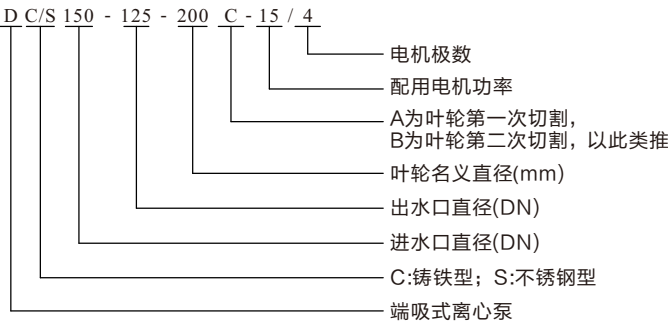 D C/S 150 - 125 - 200 C - 15 / 4
电机极数
配用电机功率
A为叶轮第一次切割，
B为叶轮第二次切割，以此类推
叶轮名义直径(mm)
出水口直径(DN)
进水口直径(DN)
C:铸铁型；S:不锈钢型
端吸式离心泵